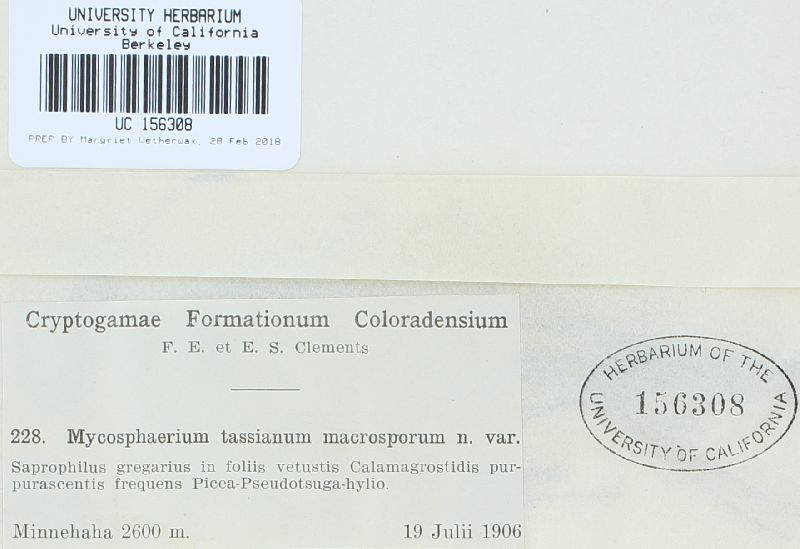 UNIVERSITY HERBARIUM
University of California
Berkeley
UC 156308
PREP BY Margriet Wetherwax, 28 Feb 2018
Cryptogamae Formationum Coloradensium
F. E. et E. S. Clements
228. Mycosphaerium tassianum macrosporum n. var.
Saprophilus gregarius in foliis vetustis Calamagrostidis pur-
purascentis frequens Picea-Pseudotsuga-hylio.
Minnehaha 2600 m. 19 Julii 1906
HERBARIUM OF THE
156308
UNIVERSITY OF CALIFORNIA